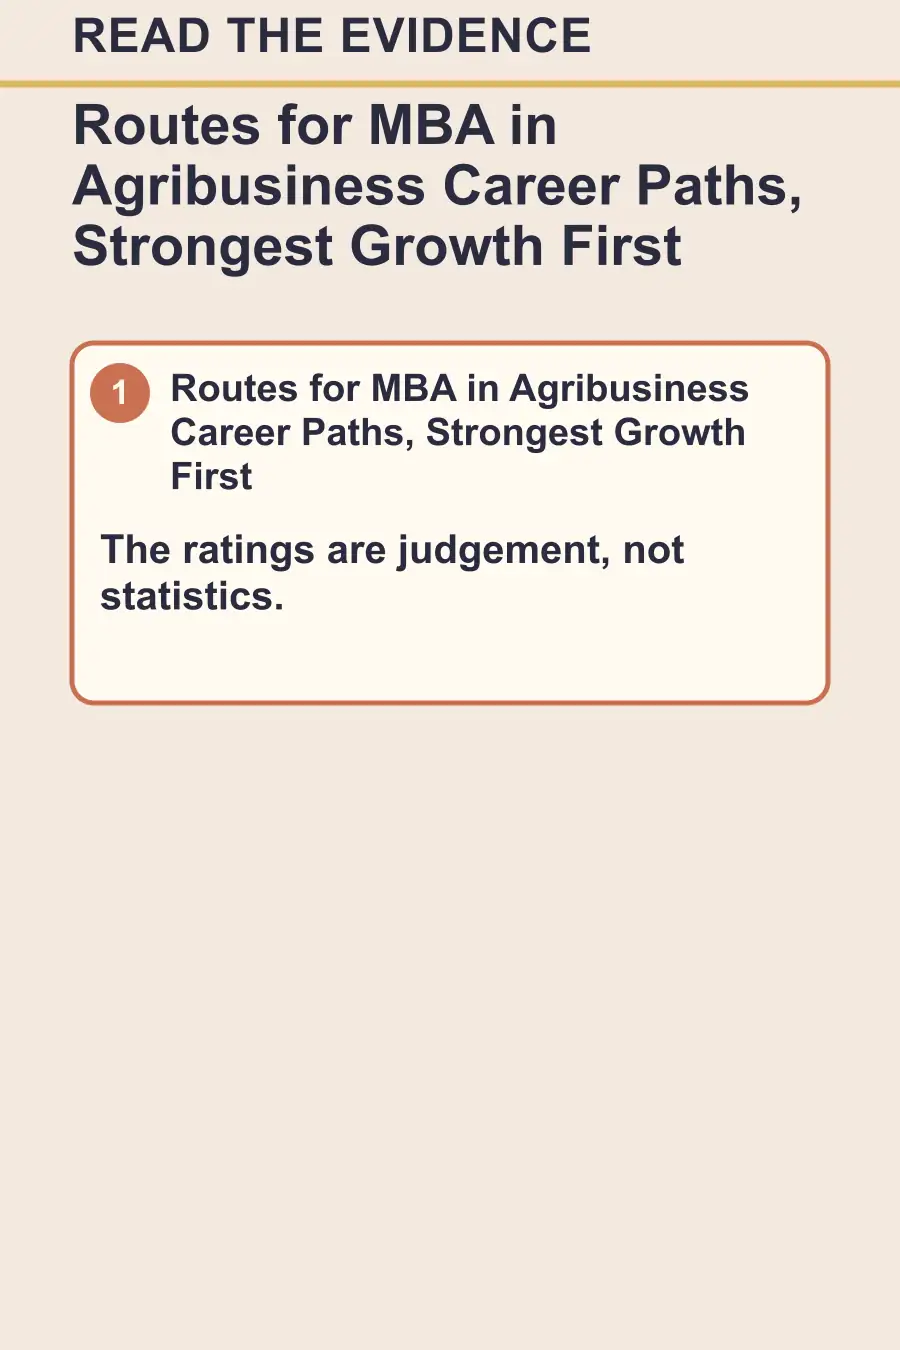 READ THE EVIDENCE
Routes for MBA in
Agribusiness Career Paths,
Strongest Growth First
1
Routes for MBA in Agribusiness
Career Paths, Strongest Growth
First
The ratings are judgement, not
statistics.